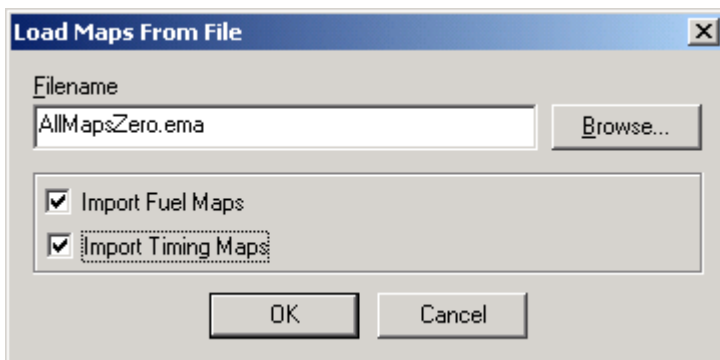 Load Maps From File
Filename
AllMapsZero.ema
Browse...
Import Fuel Maps
Import Timing Maps
OK Cancel